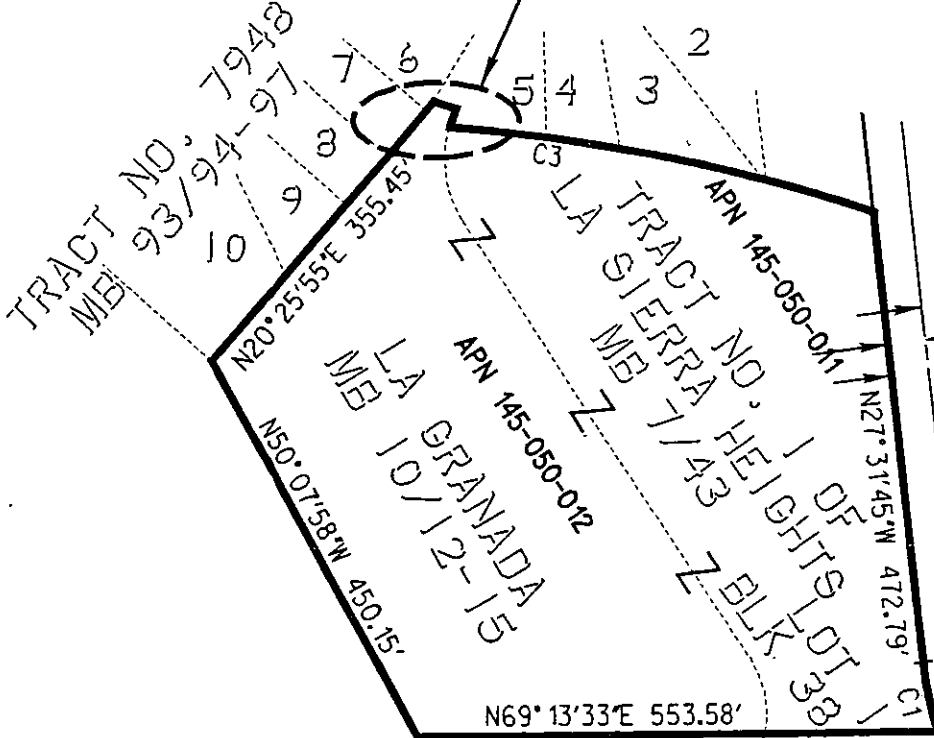 TRACT NO. 7948
MB 93/94-97
10
9
8
7
6
5
4
3
2
C3
N20°25'55"E 355.45'
N50°07'58"W 450.15'
N69°13'33"E 553.58'
N27°31'45"W 472.79'
C1
APN 145-050-011
TRACT NO. 1 OF
LA SIERRA HEIGHTS LOT 1
MB 7/43 BLK 38
APN 145-050-012
LA GRANADA
MB 10/12-15